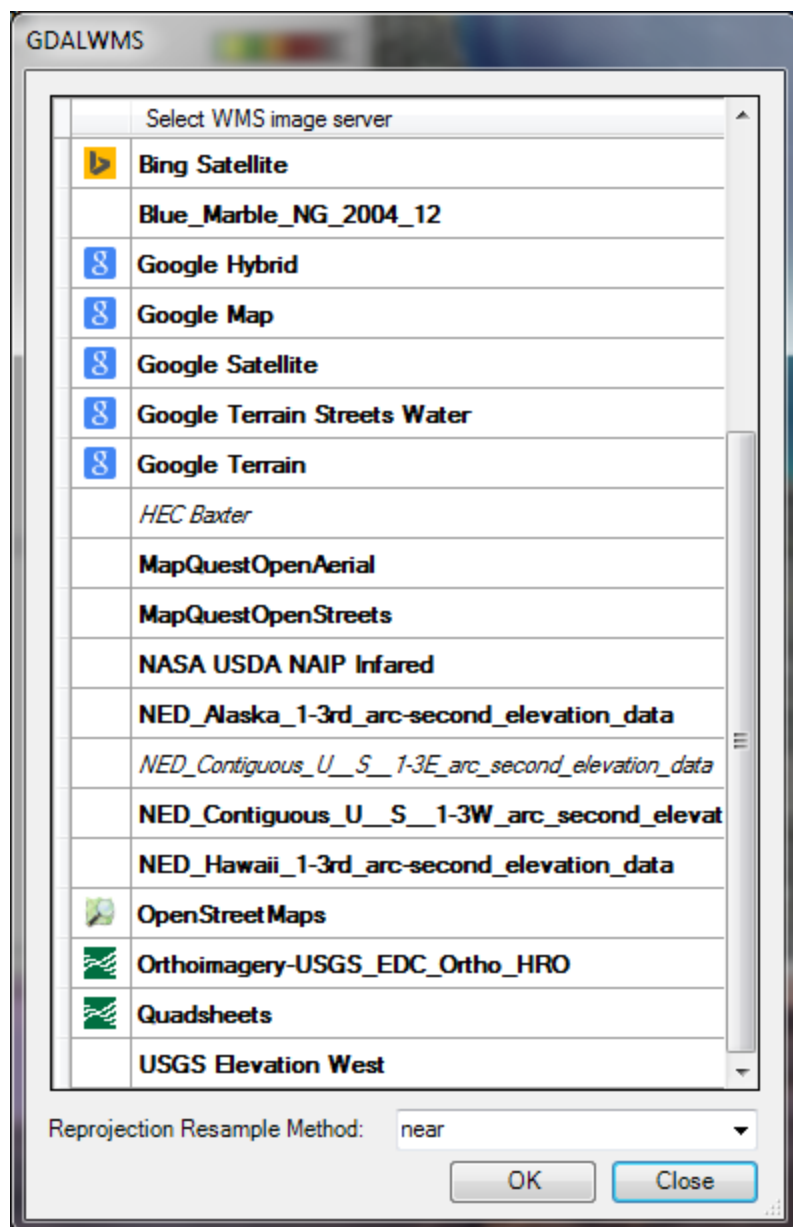 GDALWMS
Select WMS image server
Bing Satellite
Blue_Marble_NG_2004_12
Google Hybrid
Google Map
Google Satellite
Google Terrain Streets Water
Google Terrain
HEC Baxter
MapQuestOpenAerial
MapQuestOpenStreets
NASA USDA NAIP Infared
NED_Alaska_1-3rd_arc-second_elevation_data
NED_Contiguous_U__S__1-3E_arc_second_elevation_data
NED_Contiguous_U__S__1-3W_arc_second_elevat
NED_Hawaii_1-3rd_arc-second_elevation_data
OpenStreetMaps
Orthoimagery-USGS_EDC_Ortho_HRO
Quadsheets
USGS Elevation West
Reprojection Resample Method: near
OK Close